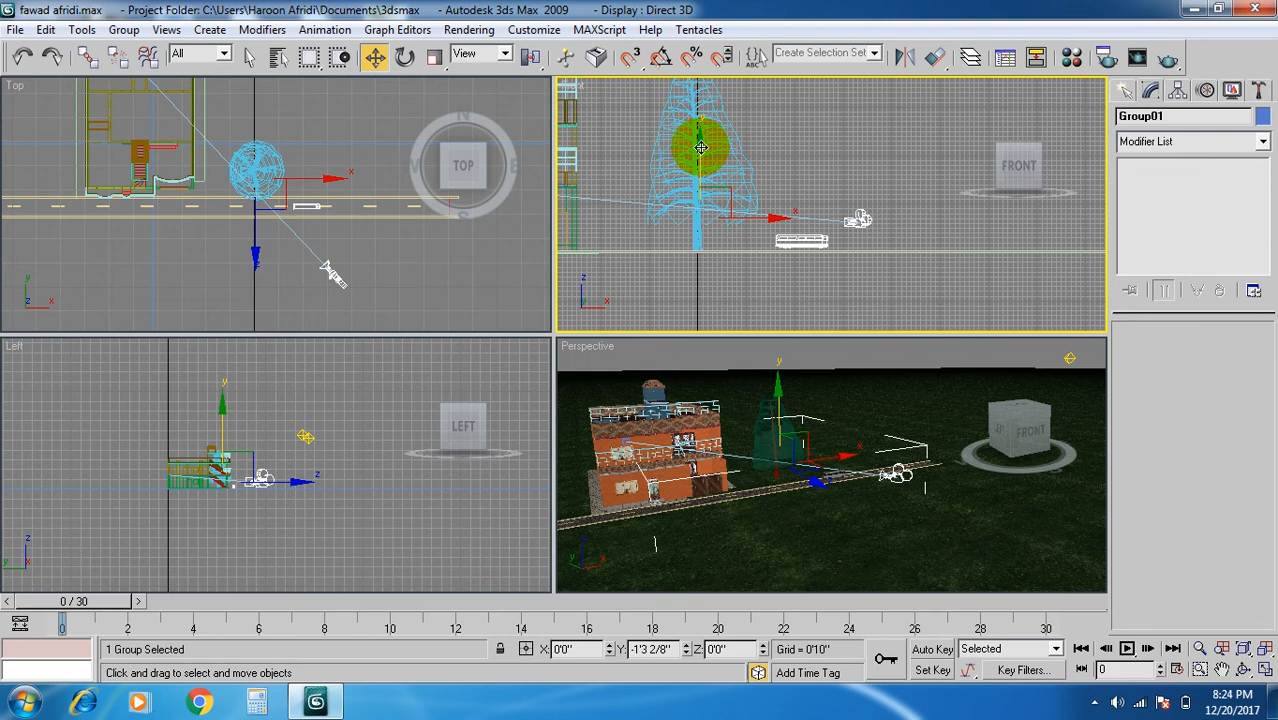 fawad afridi.max - Project Folder: C:\Users\Haroon Afridi\Documents\3dsmax - Autodesk 3ds Max 2009 - Display : Direct 3D
File Edit Tools Group Views Create Modifiers Animation Graph Editors Rendering Customize MAXScript Help Tentacles
All View 3 % ABC Create Selection Set
Top
N
TOP
S
FRONT
Group01
Modifier List
x
y
z
x
x
z
x
Left
Perspective
y
LEFT
z
FRONT
y
x
z
y
x
z
x
0 / 30
0 2 4 6 8 10 12 14 16 18 20 22 24 26 28 30
1 Group Selected X: 0'0" Y: -1'3 2/8" Z: 0'0" Grid = 0'10" Auto Key Selected
Click and drag to select and move objects Add Time Tag Set Key Key Filters... 0
8:24 PM
12/20/2017